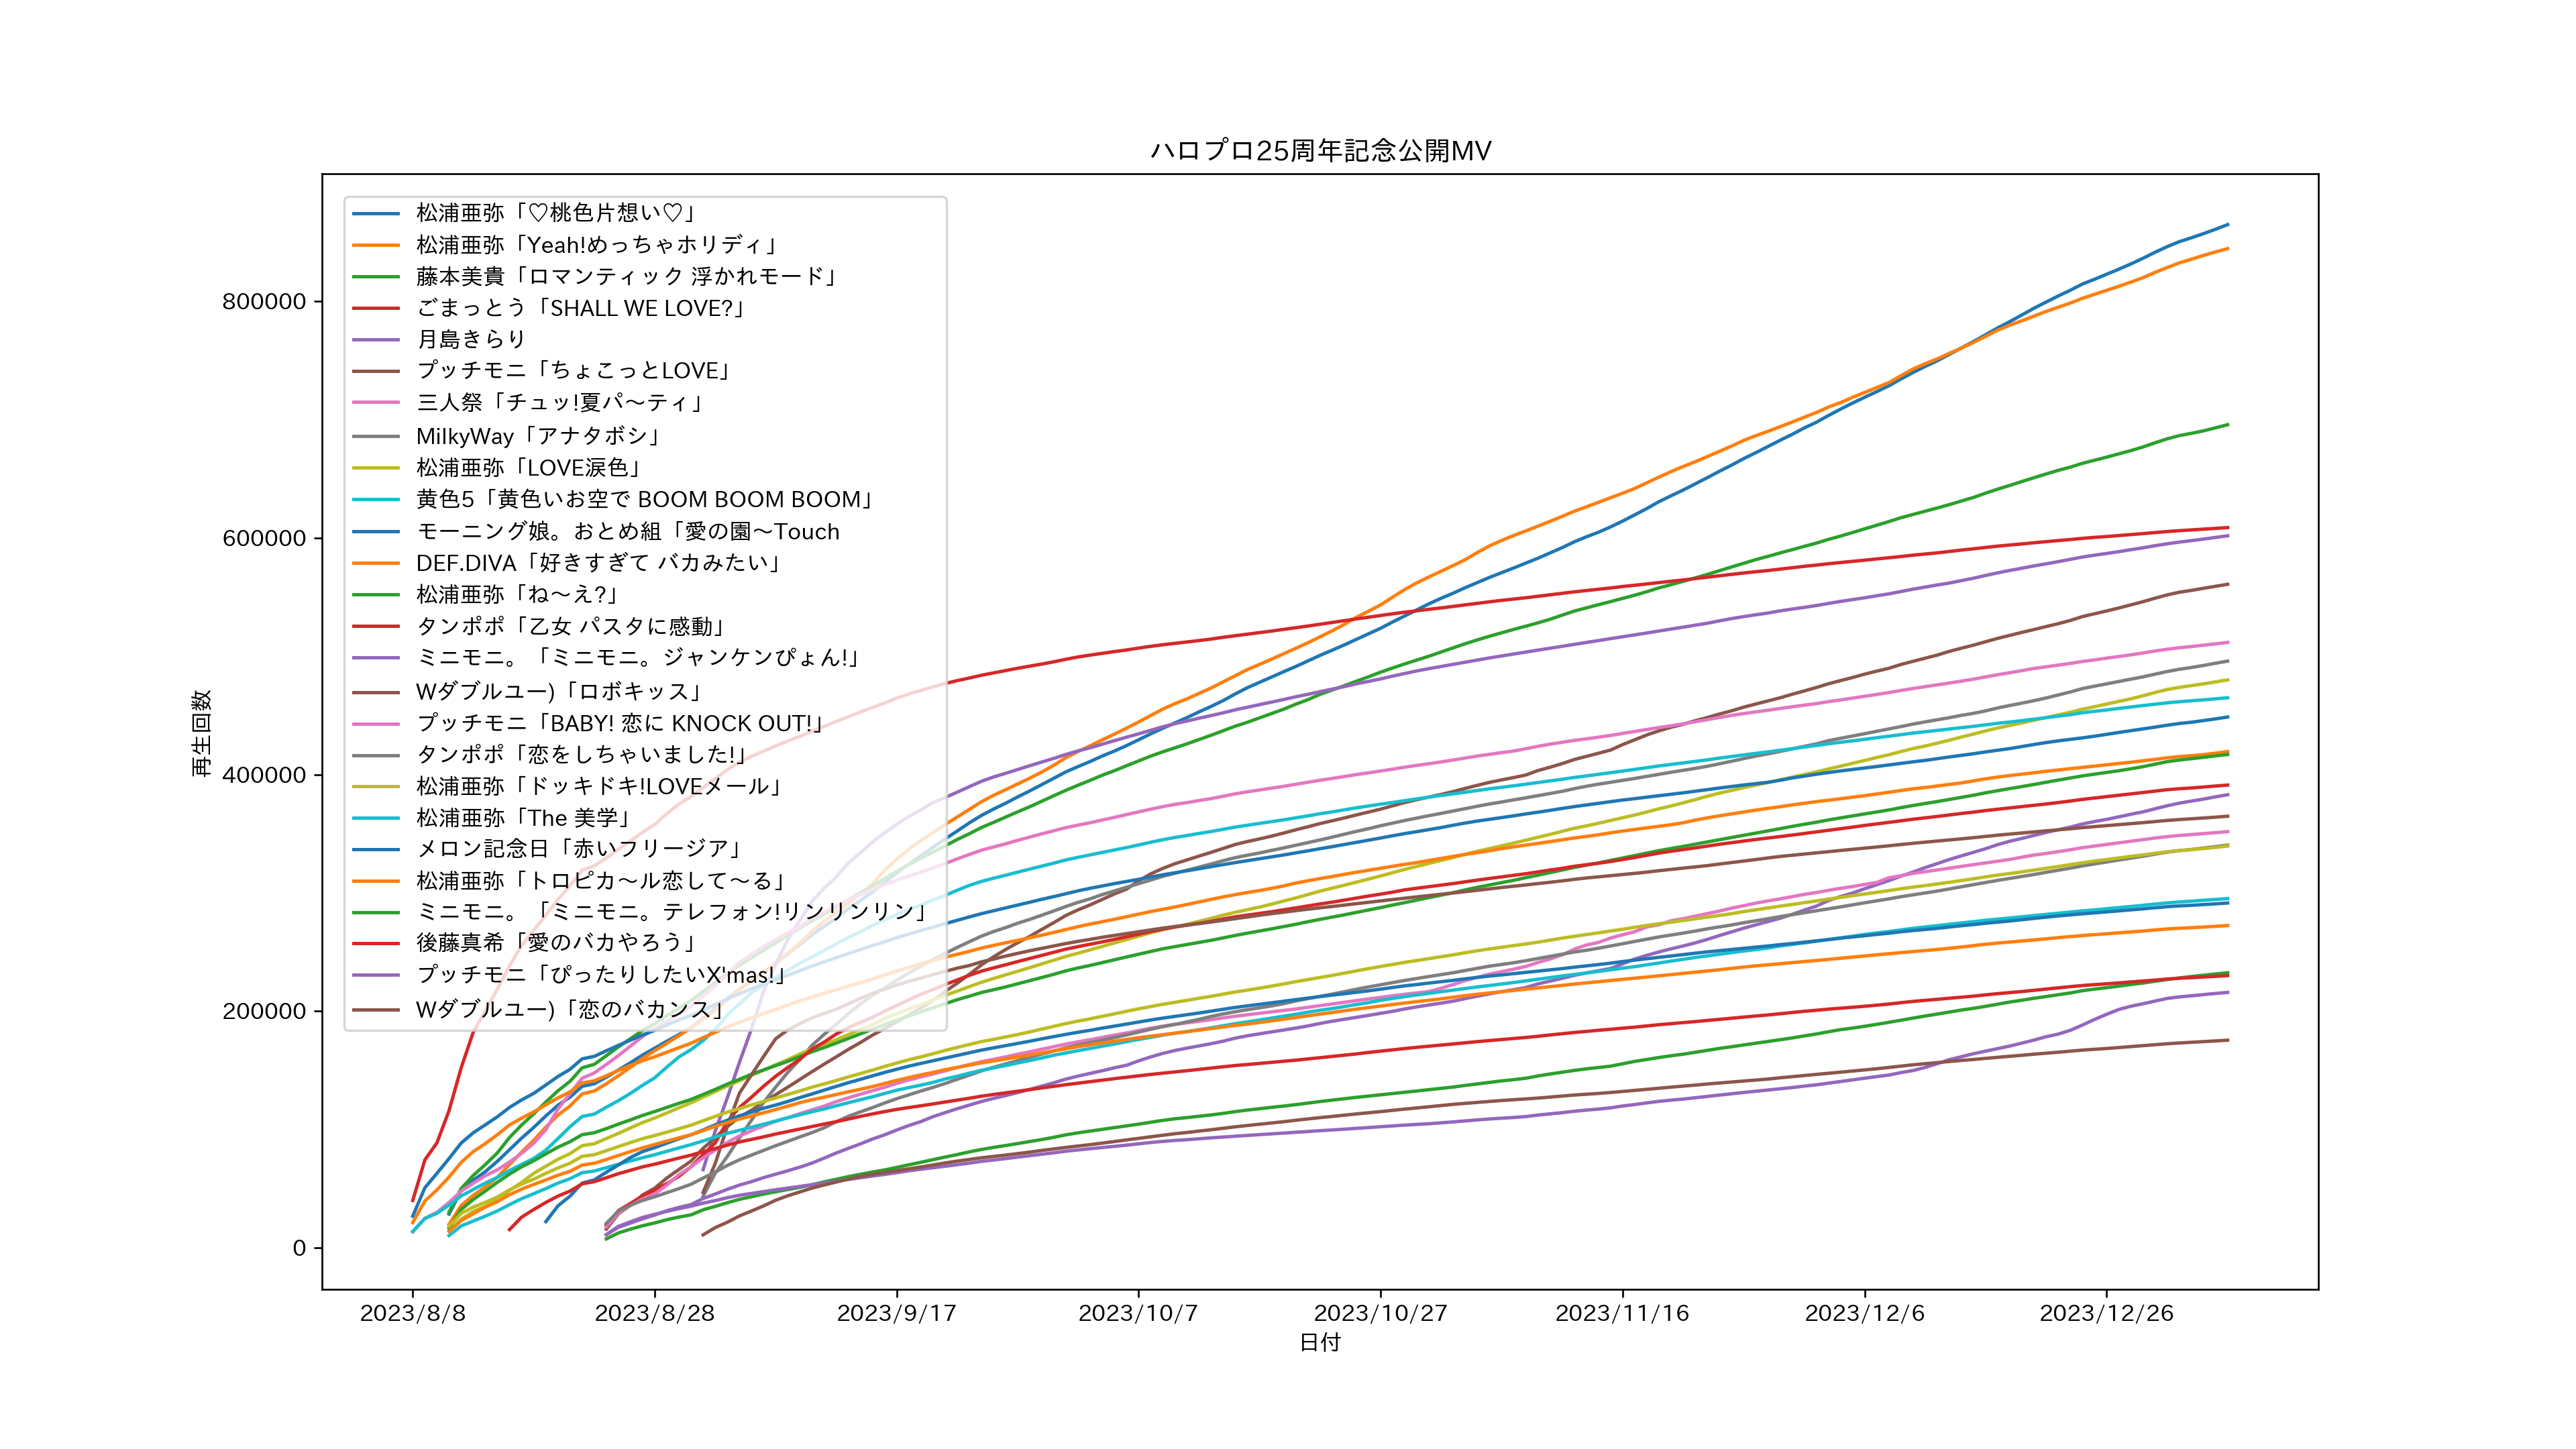 ハロプロ25周年記念公開MV
松浦亜弥「♡桃色片想い♡」
松浦亜弥「Yeah!めっちゃホリディ」
藤本美貴「ロマンティック 浮かれモード」
ごまっとう「SHALL WE LOVE?」
月島きらり
プッチモニ「ちょこっとLOVE」
三人祭「チュッ!夏パ〜ティ」
MilkyWay「アナタボシ」
松浦亜弥「LOVE涙色」
黄色5「黄色いお空で BOOM BOOM BOOM」
モーニング娘。おとめ組「愛の園〜Touch
DEF.DIVA「好きすぎて バカみたい」
松浦亜弥「ね〜え?」
タンポポ「乙女 パスタに感動」
ミニモニ。「ミニモニ。ジャンケンぴょん!」
Wダブルユー)「ロボキッス」
プッチモニ「BABY! 恋に KNOCK OUT!」
タンポポ「恋をしちゃいました!」
松浦亜弥「ドッキドキ!LOVEメール」
松浦亜弥「The 美学」
メロン記念日「赤いフリージア」
松浦亜弥「トロピカ〜ル恋して〜る」
ミニモニ。「ミニモニ。テレフォン!リンリンリン」
後藤真希「愛のバカやろう」
プッチモニ「ぴったりしたいX'mas!」
Wダブルユー)「恋のバカンス」
再生回数
800000
600000
400000
200000
0
2023/8/8 2023/8/28 2023/9/17 2023/10/7 2023/10/27 2023/11/16 2023/12/6 2023/12/26
日付